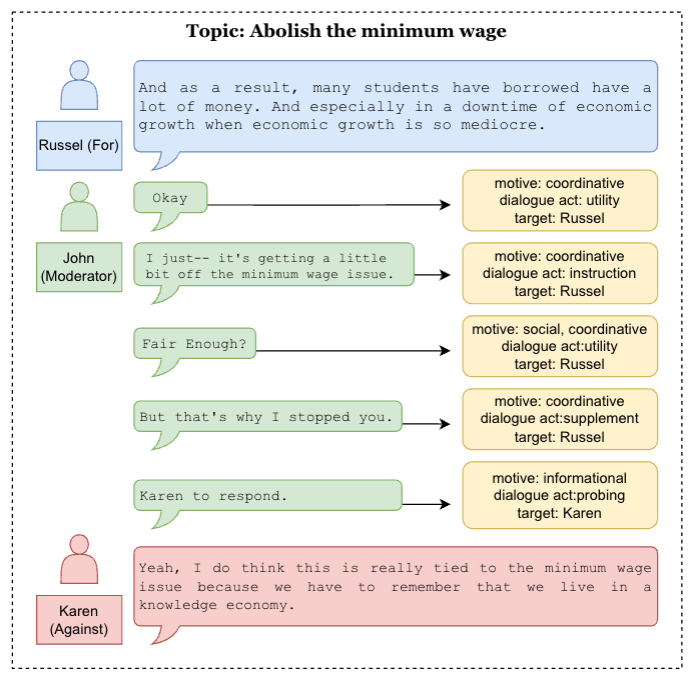 Topic: Abolish the minimum wage
And as a result, many students have borrowed have a
lot of money. And especially in a downtime of economic
growth when economic growth is so mediocre.
Russel (For)
Okay
motive: coordinative
dialogue act: utility
target: Russel
John
(Moderator)
I just-- it's getting a little
bit off the minimum wage issue.
motive: coordinative
dialogue act: instruction
target: Russel
Fair Enough?
motive: social, coordinative
dialogue act:utility
target: Russel
But that's why I stopped you.
motive: coordinative
dialogue act:supplement
target: Russel
Karen to respond.
motive: informational
dialogue act:probing
target: Karen
Yeah, I do think this is really tied to the minimum wage
issue because we have to remember that we live in a
knowledge economy.
Karen
(Against)